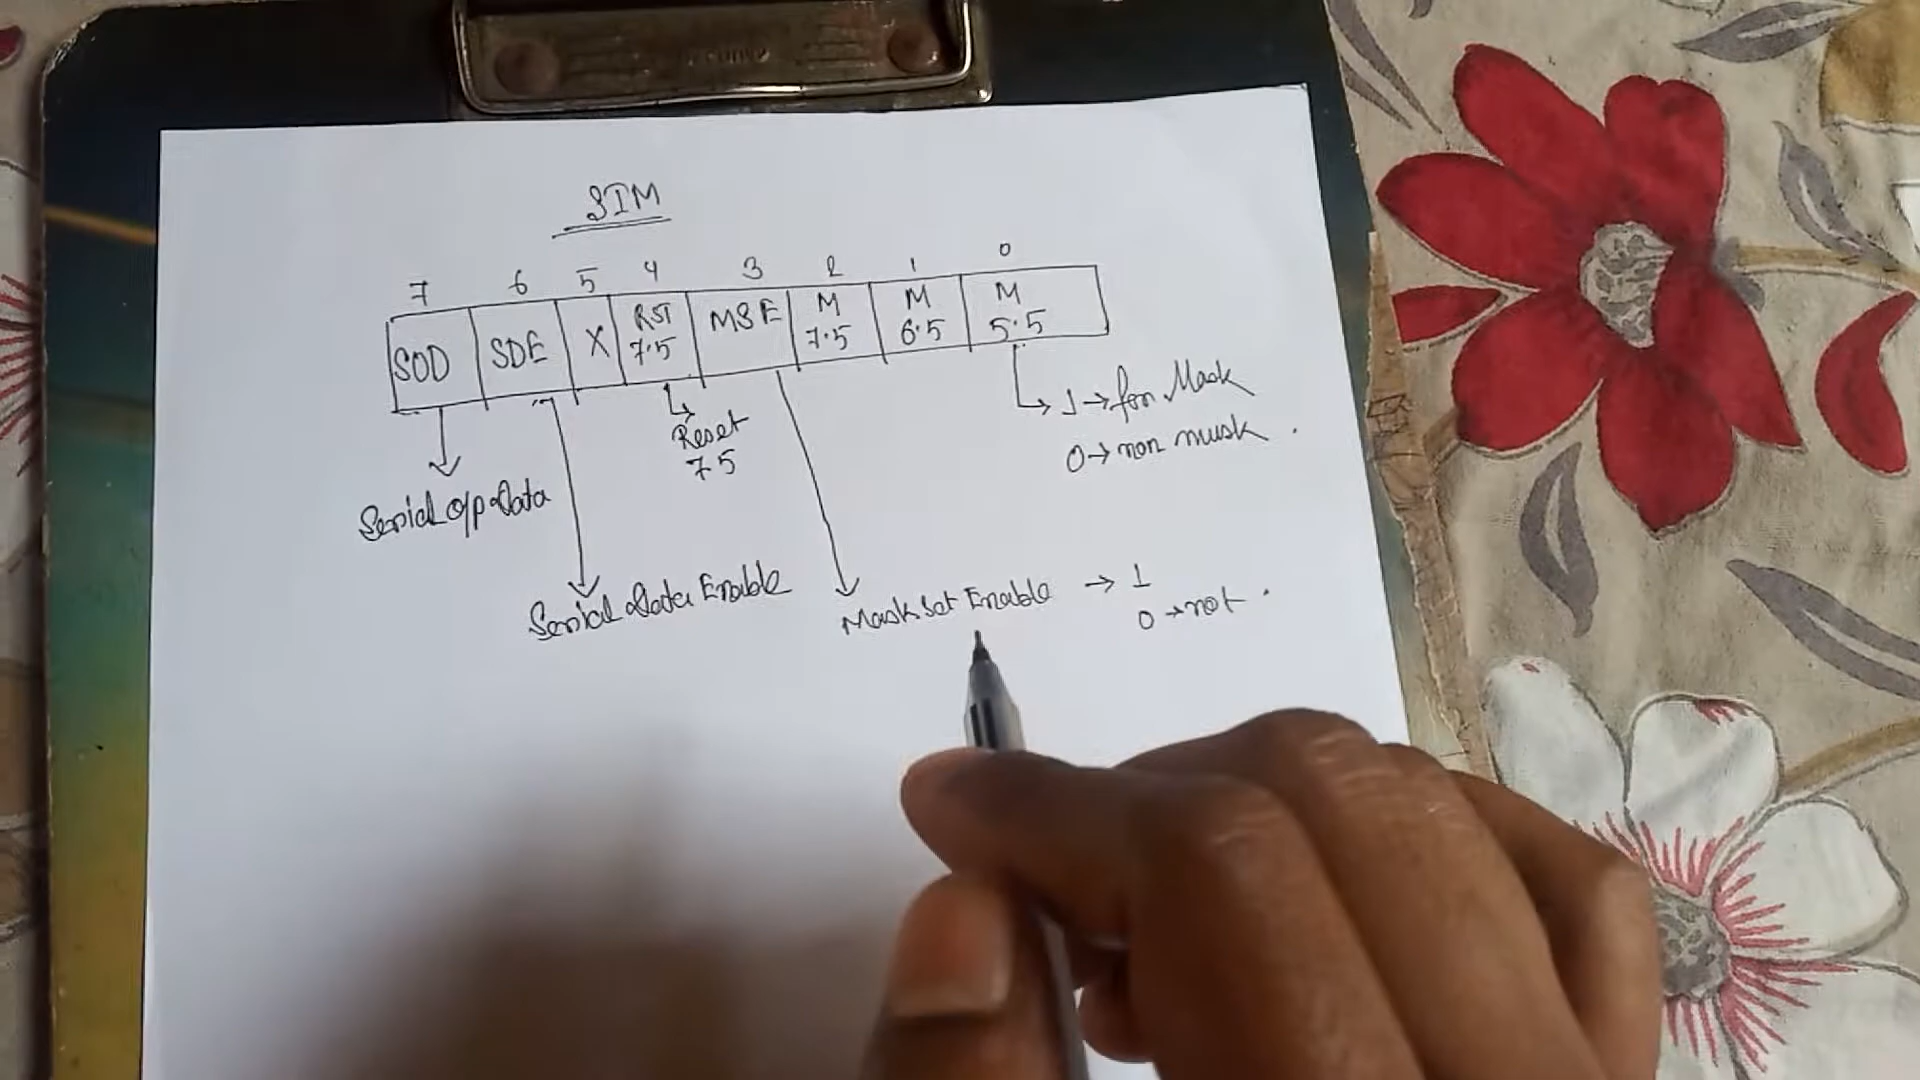 SIM
7 6 5 4 3 2 1 0
SOD SDE X RST 7.5 MSE M 7.5 M 6.5 M 5.5
1 → for Mask
0 → non musk .
Reset
7 5
Serial o/p Data
Serial Data Enable
Mask Set Enable → 1
0 → not .